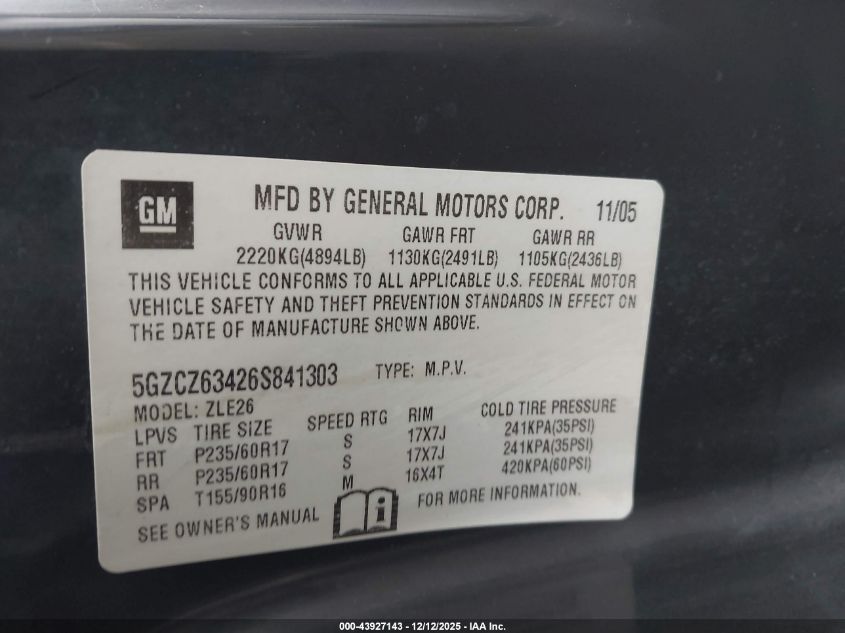 GM
MFD BY GENERAL MOTORS CORP. 11/05
GVWR GAWR FRT GAWR RR
2220KG(4894LB) 1130KG(2491LB) 1105KG(2436LB)
THIS VEHICLE CONFORMS TO ALL APPLICABLE U.S. FEDERAL MOTOR
VEHICLE SAFETY AND THEFT PREVENTION STANDARDS IN EFFECT ON
THE DATE OF MANUFACTURE SHOWN ABOVE.
5GZCZ63426S841303 TYPE: M.P.V.
MODEL: ZLE26
LPVS TIRE SIZE SPEED RTG RIM COLD TIRE PRESSURE
FRT P235/60R17 S 17X7J 241KPA(35PSI)
RR P235/60R17 S 17X7J 241KPA(35PSI)
SPA T155/90R16 M 16X4T 420KPA(60PSI)
SEE OWNER'S MANUAL i FOR MORE INFORMATION.
000-43927143 - 12/12/2025 - IAA Inc.